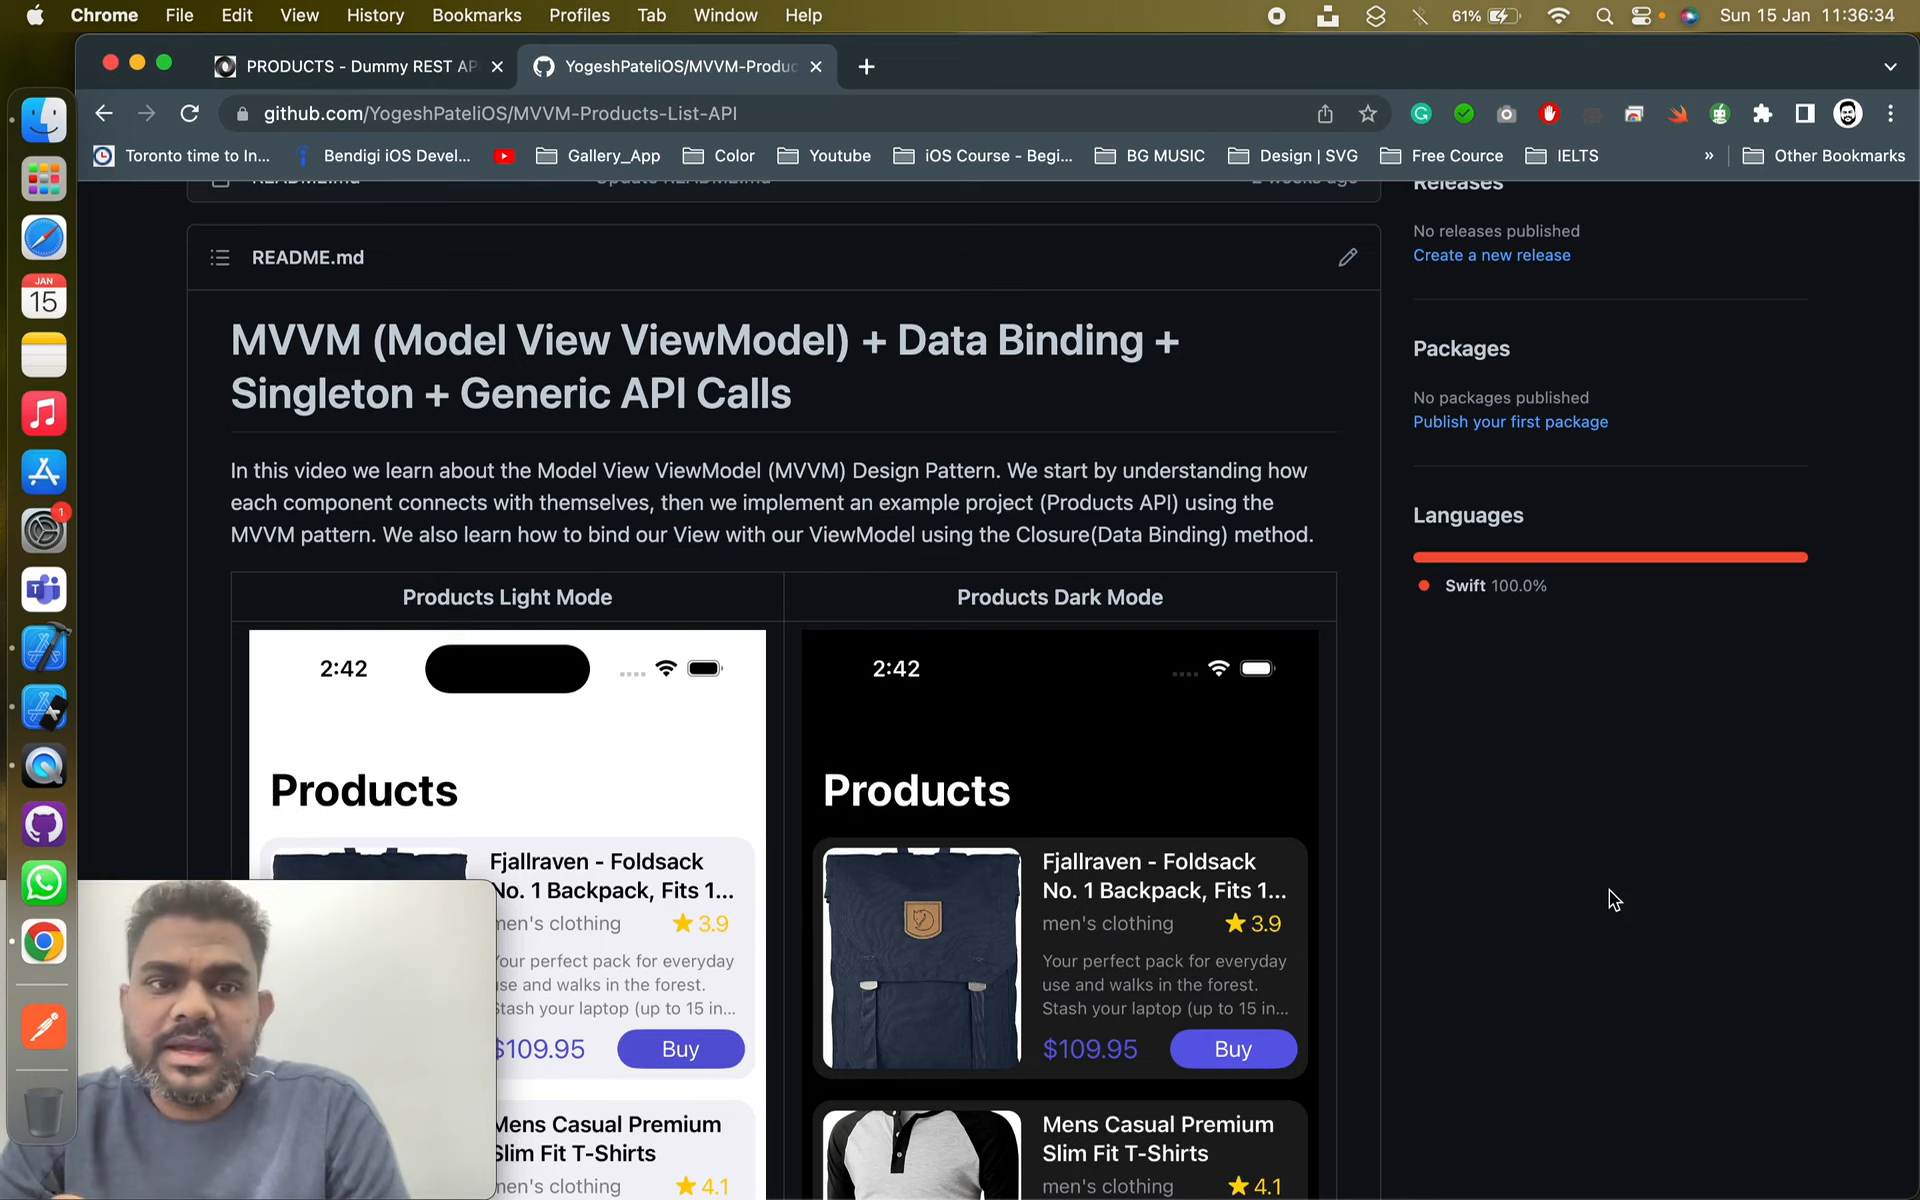 Chrome File Edit View History Bookmarks Profiles Tab Window Help 61% Sun 15 Jan 11:36:34
PRODUCTS - Dummy REST AP YogeshPateliOS/MVVM-Produc
github.com/YogeshPateliOS/MVVM-Products-List-API
Toronto time to In... Bendigi iOS Devel... Gallery_App Color Youtube iOS Course - Begi... BG MUSIC Design | SVG Free Cource IELTS » Other Bookmarks
README.md Update README.md 2 weeks ago
Releases
No releases published
Create a new release
README.md
MVVM (Model View ViewModel) + Data Binding +
Singleton + Generic API Calls
In this video we learn about the Model View ViewModel (MVVM) Design Pattern. We start by understanding how
each component connects with themselves, then we implement an example project (Products API) using the
MVVM pattern. We also learn how to bind our View with our ViewModel using the Closure(Data Binding) method.
Packages
No packages published
Publish your first package
Languages
Swift 100.0%
JAN
15
1
Products Light Mode
2:42
Products
Fjallraven - Foldsack
No. 1 Backpack, Fits 1...
men's clothing 3.9
Your perfect pack for everyday
use and walks in the forest.
Stash your laptop (up to 15 in...
$109.95 Buy
Mens Casual Premium
Slim Fit T-Shirts
men's clothing 4.1
Products Dark Mode
2:42
Products
Fjallraven - Foldsack
No. 1 Backpack, Fits 1...
men's clothing 3.9
Your perfect pack for everyday
use and walks in the forest.
Stash your laptop (up to 15 in...
$109.95 Buy
Mens Casual Premium
Slim Fit T-Shirts
men's clothing 4.1